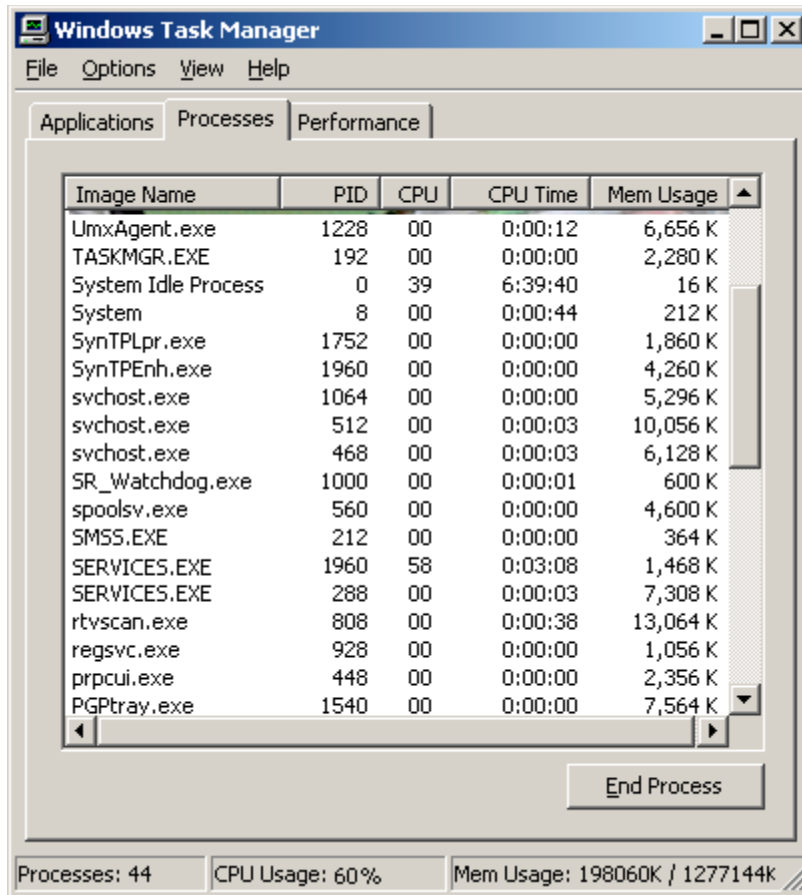 Windows Task Manager
File Options View Help
Applications Processes Performance
Image Name PID CPU CPU Time Mem Usage
UmxAgent.exe 1228 00 0:00:12 6,656 K
TASKMGR.EXE 192 00 0:00:00 2,280 K
System Idle Process 0 39 6:39:40 16 K
System 8 00 0:00:44 212 K
SynTPLpr.exe 1752 00 0:00:00 1,860 K
SynTPEnh.exe 1960 00 0:00:00 4,260 K
svchost.exe 1064 00 0:00:00 5,296 K
svchost.exe 512 00 0:00:03 10,056 K
svchost.exe 468 00 0:00:03 6,128 K
SR_Watchdog.exe 1000 00 0:00:01 600 K
spoolsv.exe 560 00 0:00:00 4,600 K
SMSS.EXE 212 00 0:00:00 364 K
SERVICES.EXE 1960 58 0:03:08 1,468 K
SERVICES.EXE 288 00 0:00:03 7,308 K
rtvscan.exe 808 00 0:00:38 13,064 K
regsvc.exe 928 00 0:00:00 1,056 K
prpcui.exe 448 00 0:00:00 2,356 K
PGPtray.exe 1540 00 0:00:00 7,564 K
End Process
Processes: 44 CPU Usage: 60% Mem Usage: 198060K / 1277144K